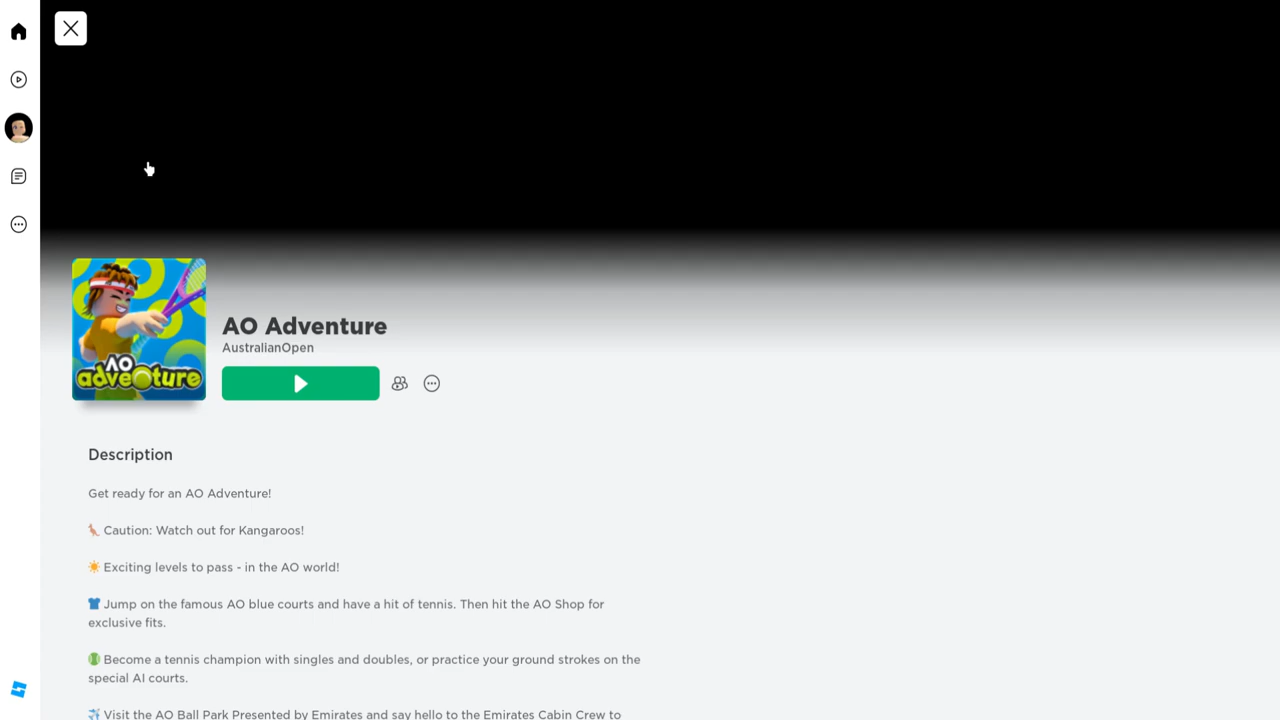 AO
adventure
AO Adventure
AustralianOpen
Description
Get ready for an AO Adventure!
🦘 Caution: Watch out for Kangaroos!
☀️ Exciting levels to pass - in the AO world!
👕 Jump on the famous AO blue courts and have a hit of tennis. Then hit the AO Shop for
exclusive fits.
🎾 Become a tennis champion with singles and doubles, or practice your ground strokes on the
special AI courts.
✈️ Visit the AO Ball Park Presented by Emirates and say hello to the Emirates Cabin Crew to